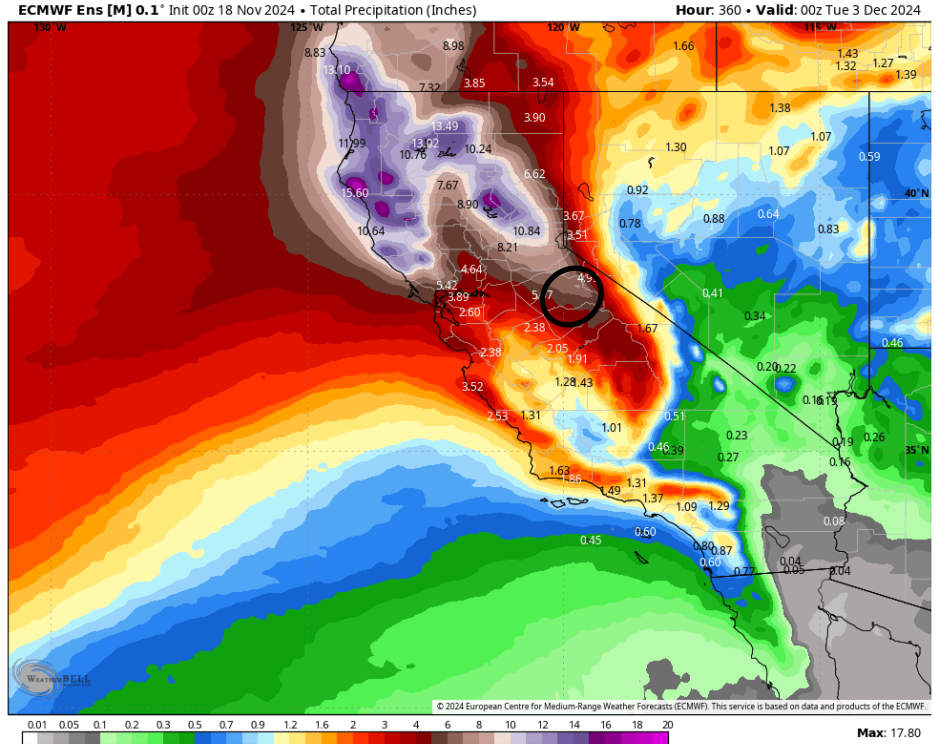 ECMWF Ens [M] 0.1° Init 00z 18 Nov 2024 • Total Precipitation (Inches) Hour: 360 • Valid: 00z Tue 3 Dec 2024
130°W 125°W 120°W 115°W
8.83 8.98 1.66 1.43
1.32 1.27
13.10 7.32 3.85 3.54 1.39
13.49 3.90 1.38
11.99 13.02 1.30 1.07
10.76 10.24 1.07 0.59
7.67 6.62 0.92 40°N
15.60 8.90 3.67 0.88 0.64
10.64 10.84 3.51 0.78 0.83
8.21
4.64
5.42 0.41
3.89
2.60 0.34
2.38 1.67
2.38 2.05 0.46
1.91
3.52 1.28 1.43 0.20 0.22
2.53 1.31 0.51
1.01 0.23 0.19 0.26
0.46 0.39 0.27 0.16 35°N
1.63 1.86 1.31
1.49 1.37 1.09 1.29
0.45 0.60 0.08
0.80 0.87
0.60 0.77 0.04 0.05 0.04
WEATHERBELL
© 2024 European Centre for Medium-Range Weather Forecasts (ECMWF). This service is based on data and products of the ECMWF.
0.01 0.05 0.1 0.2 0.3 0.5 0.7 0.9 1.2 1.6 2 3 4 6 8 9 10 12 14 16 18 20 Max: 17.80